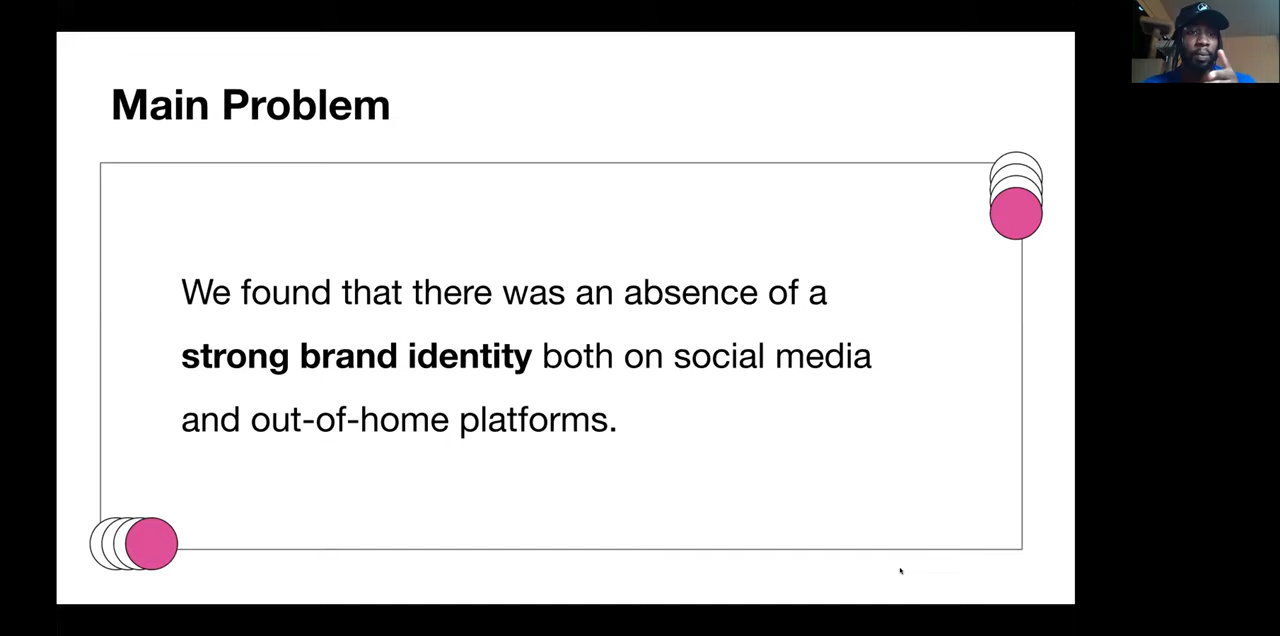 Main Problem
We found that there was an absence of a
strong brand identity both on social media
and out-of-home platforms.